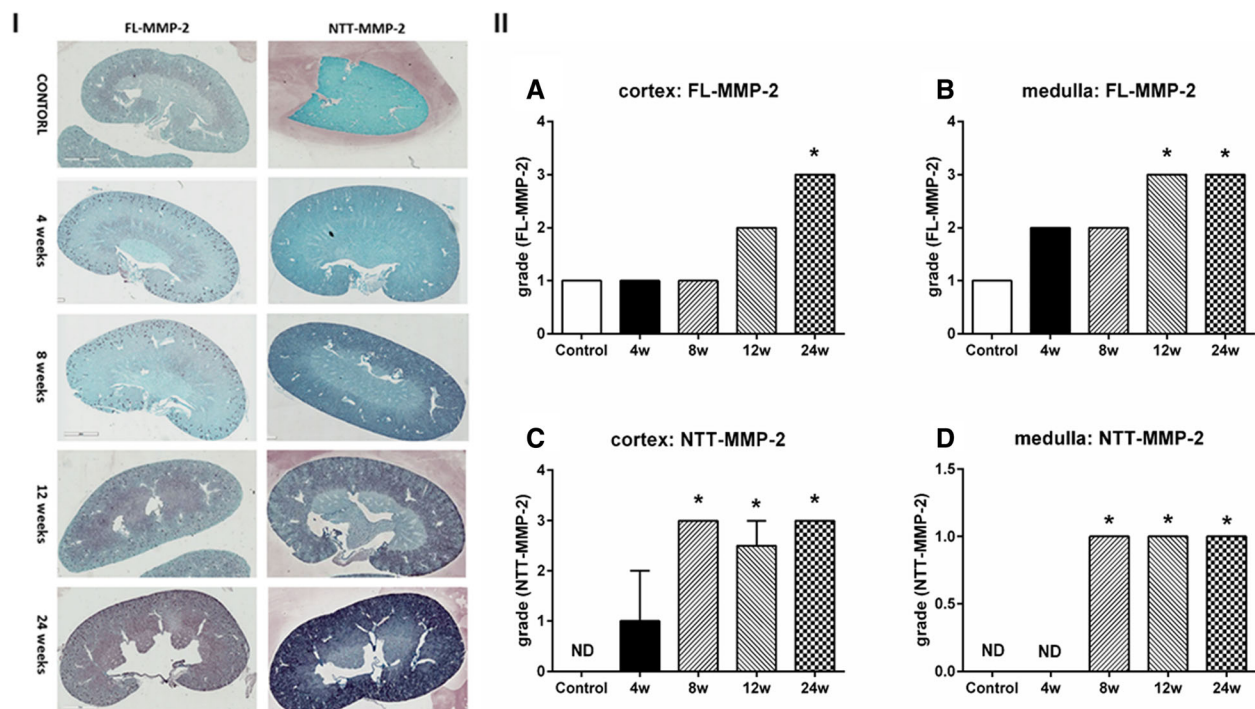 I
FL-MMP-2
NTT-MMP-2
CONTORL
4 weeks
8 weeks
12 weeks
24 weeks
II
A
cortex: FL-MMP-2
grade (FL-MMP-2)
4
3
2
1
0
*
Control
4w
8w
12w
24w
B
medulla: FL-MMP-2
grade (FL-MMP-2)
4
3
2
1
0
*
*
Control
4w
8w
12w
24w
C
cortex: NTT-MMP-2
grade (NTT-MMP-2)
4
3
2
1
0
ND
*
*
*
Control
4w
8w
12w
24w
D
medulla: NTT-MMP-2
grade (NTT-MMP-2)
1.5
1.0
0.5
0.0
ND
ND
*
*
*
Control
4w
8w
12w
24w